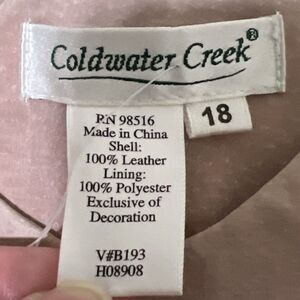 Coldwater Creek®
18
RN 98516
Made in China
Shell:
100% Leather
Lining:
100% Polyester
Exclusive of
Decoration
V#B193
H08908